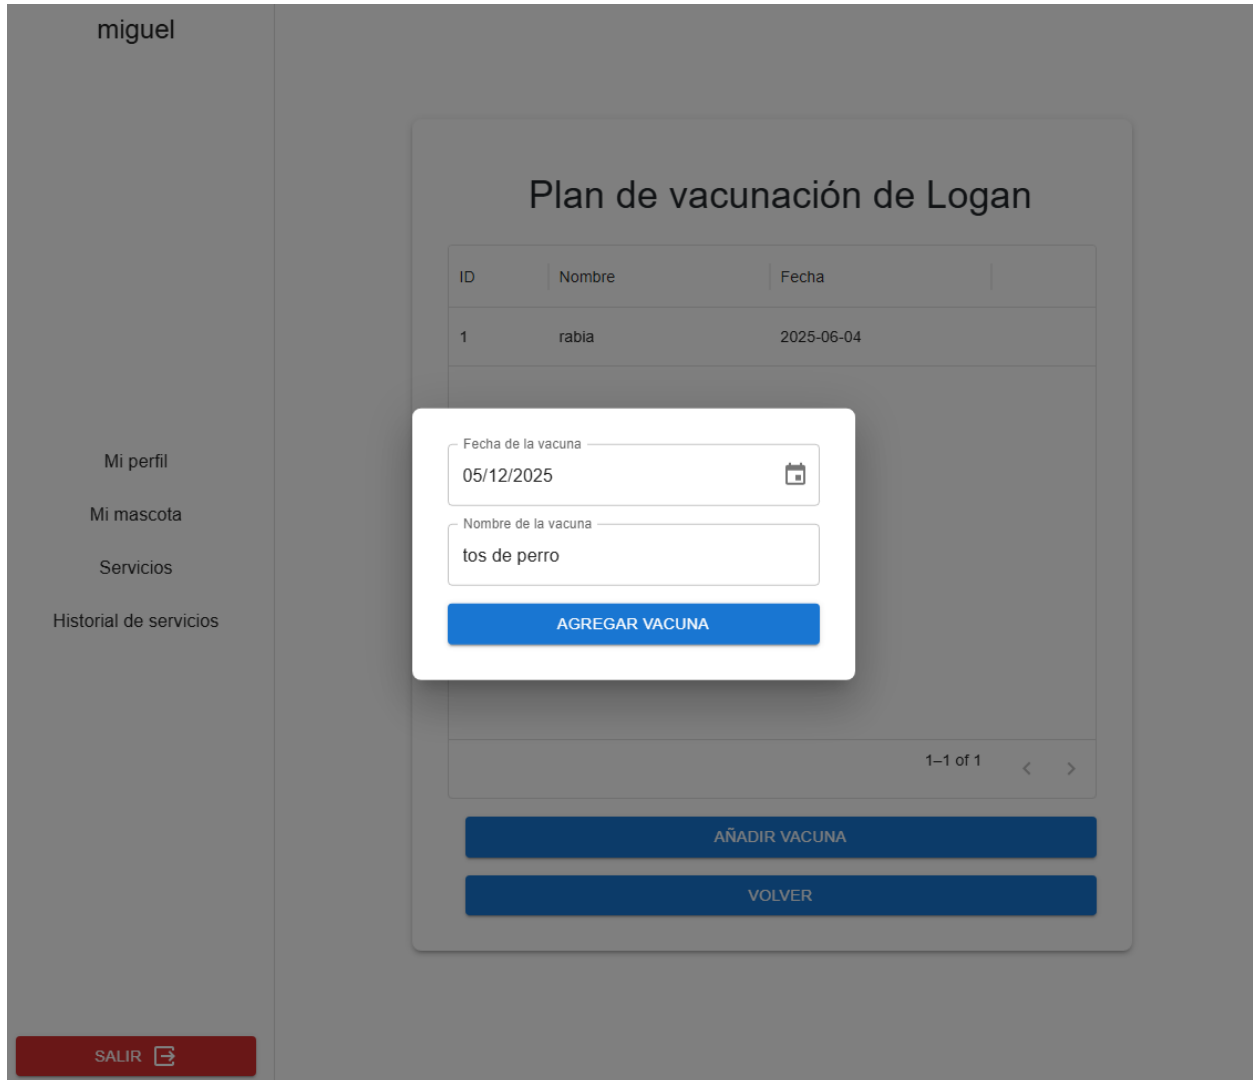 miguel
Mi perfil
Mi mascota
Servicios
Historial de servicios
SALIR
Plan de vacunación de Logan
ID Nombre Fecha
1 rabia 2025-06-04
Fecha de la vacuna
05/12/2025
Nombre de la vacuna
tos de perro
AGREGAR VACUNA
1–1 of 1
AÑADIR VACUNA
VOLVER